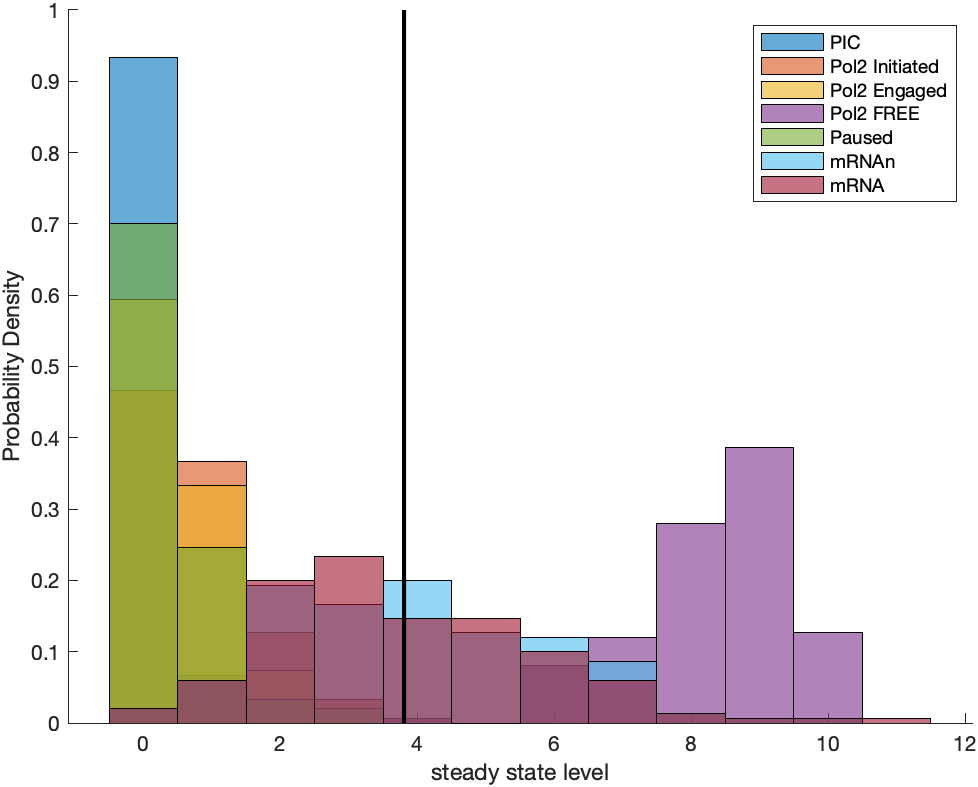 1
0.9
0.8
0.7
0.6
0.5
0.4
0.3
0.2
0.1
0
Probability Density
0 2 4 6 8 10 12
steady state level
PIC
Pol2 Initiated
Pol2 Engaged
Pol2 FREE
Paused
mRNAn
mRNA